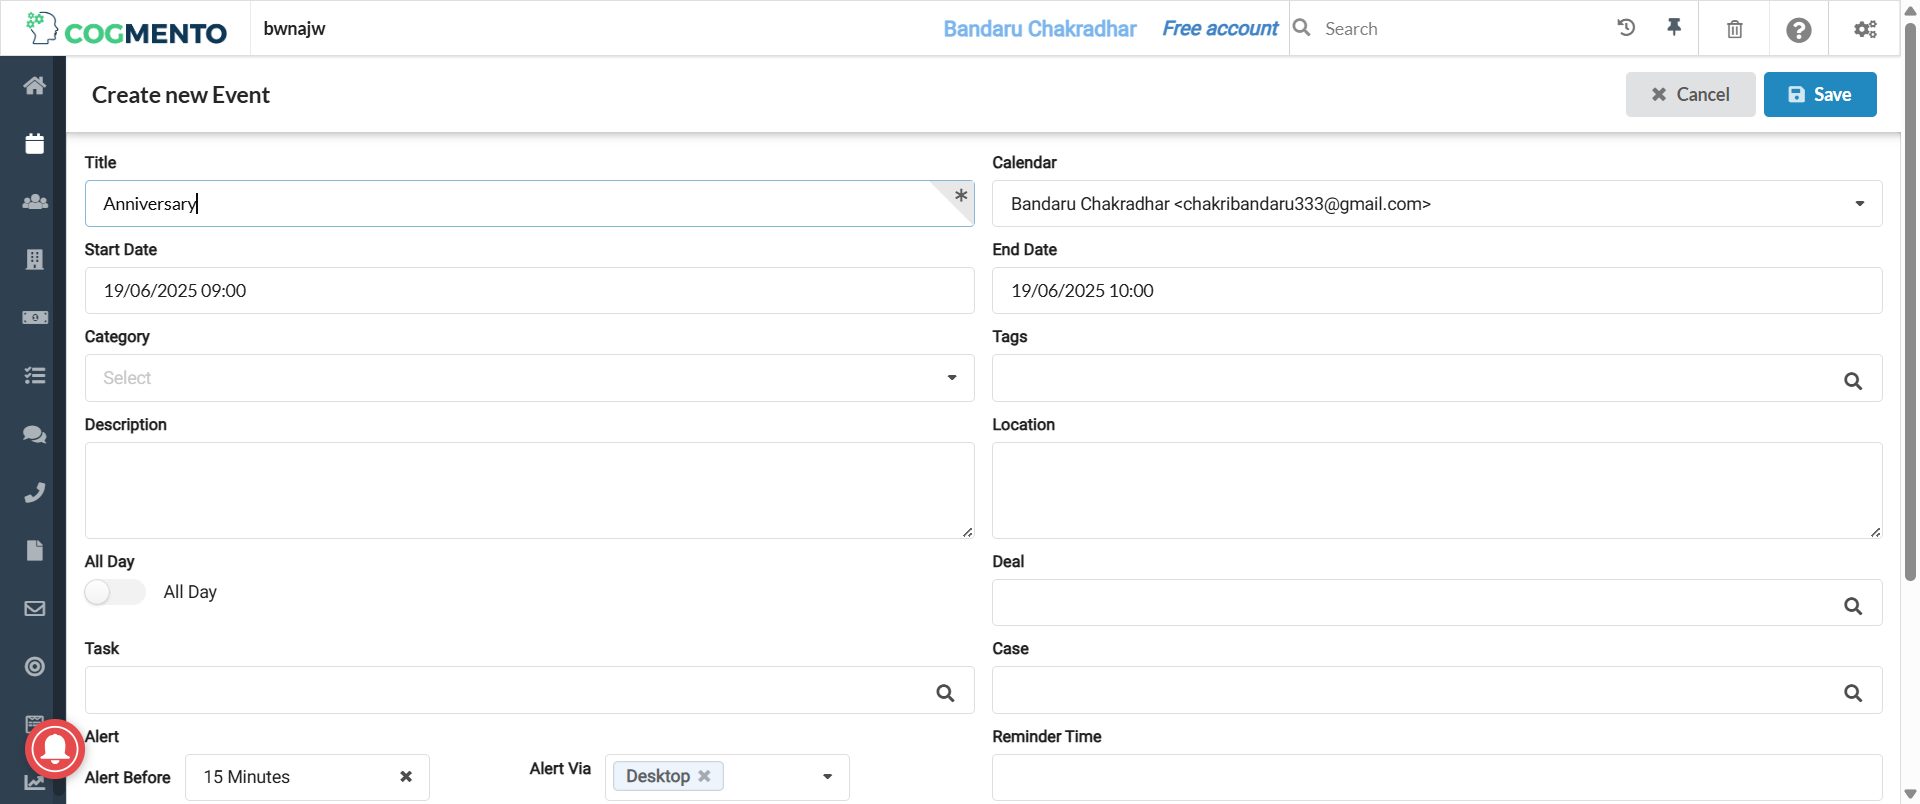 COGMENTO
bwnajw
Bandaru Chakradhar
Free account
Search
Create new Event
Cancel
Save
Title
Calendar
Anniversary
*
Bandaru Chakradhar <chakribandaru333@gmail.com>
Start Date
End Date
19/06/2025 09:00
19/06/2025 10:00
Category
Tags
Select
Description
Location
All Day
Deal
All Day
Task
Case
Alert
Reminder Time
Alert Before
15 Minutes
Alert Via
Desktop